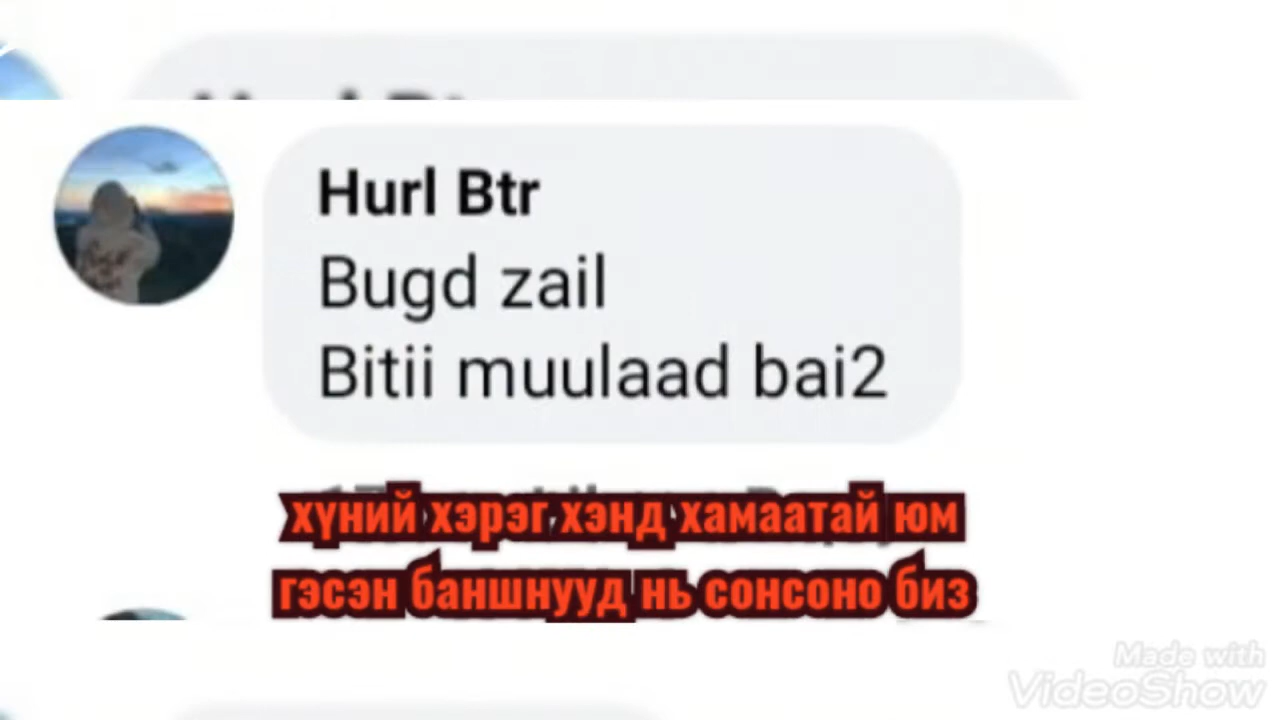 Hurl Btr
Bugd zail
Bitii muulaad bai2
хүний хэрэг хэнд хамаатай юм
гэсэн баншнууд нь сонсоно биз
Made with
VideoShow